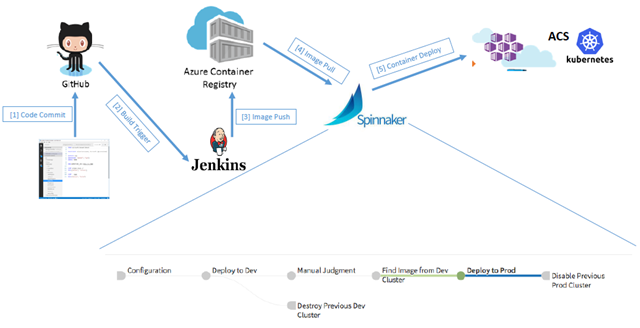 GitHub
Azure Container
Registry
[4] Image Pull
[5] Container Deploy
ACS
kubernetes
[1] Code Commit
[2] Build Trigger
[3] Image Push
Spinnaker
Jenkins
Configuration
Deploy to Dev
Manual Judgment
Find Image from Dev
Cluster
Deploy to Prod
Disable Previous
Prod Cluster
Destroy Previous Dev
Cluster